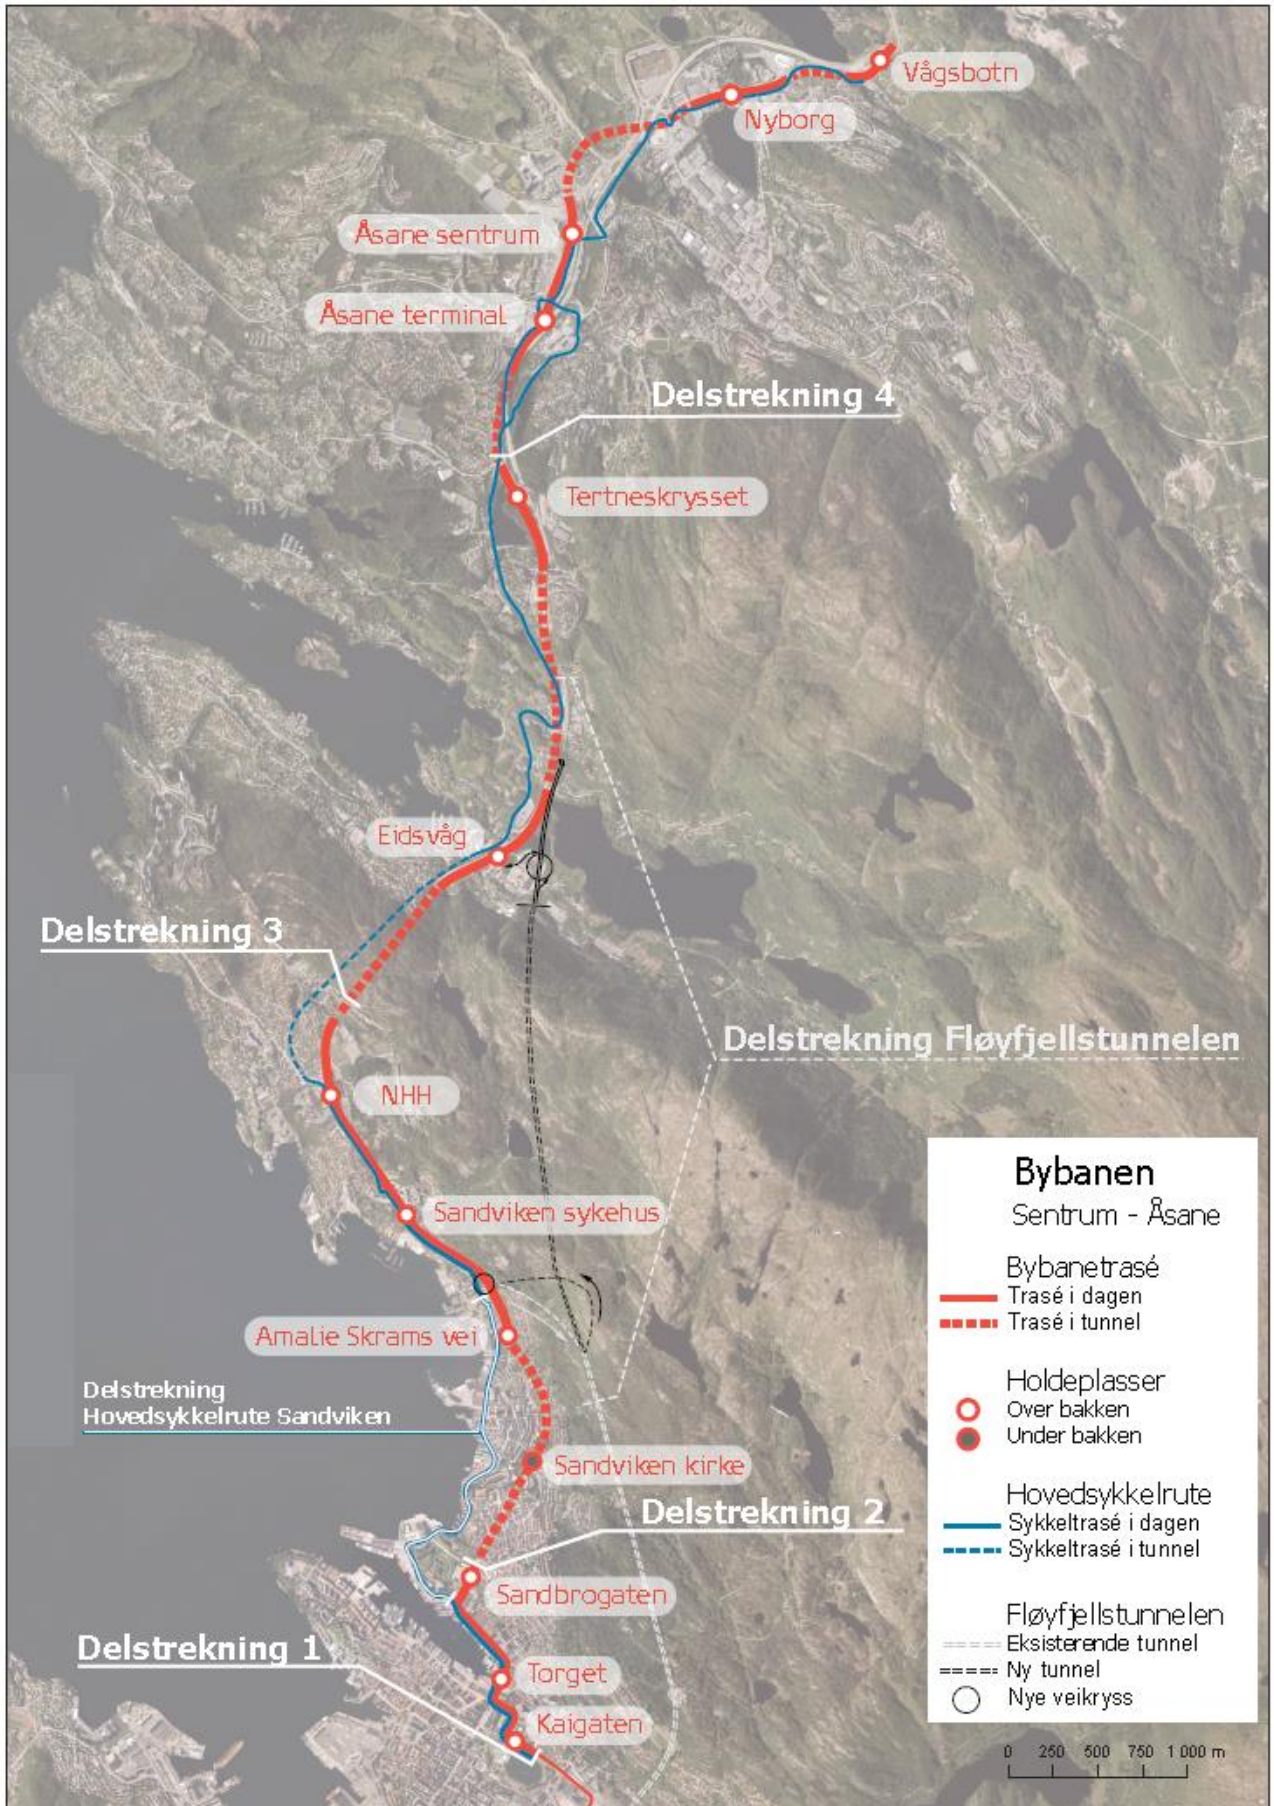 Vågsbotn
Nyborg
Åsane sentrum
Åsane terminal
Delstrekning 4
Tertneskrysset
Eidsvåg
Delstrekning 3
Delstrekning Fløyfjellstunnelen
NHH
Sandviken sykehus
Amalie Skrams vei
Delstrekning
Hovedsykkelrute Sandviken
Sandviken kirke
Delstrekning 2
Sandbrogaten
Delstrekning 1
Torget
Kaigaten
Bybanen
Sentrum - Åsane
Bybanetrasé
Trasé i dagen
Trasé i tunnel
Holdeplasser
Over bakken
Under bakken
Hovedsykkelrute
Sykkeltrasé i dagen
Sykkeltrasé i tunnel
Fløyfjellstunnelen
Eksisterende tunnel
Ny tunnel
Nye veikryss
0 250 500 750 1 000 m